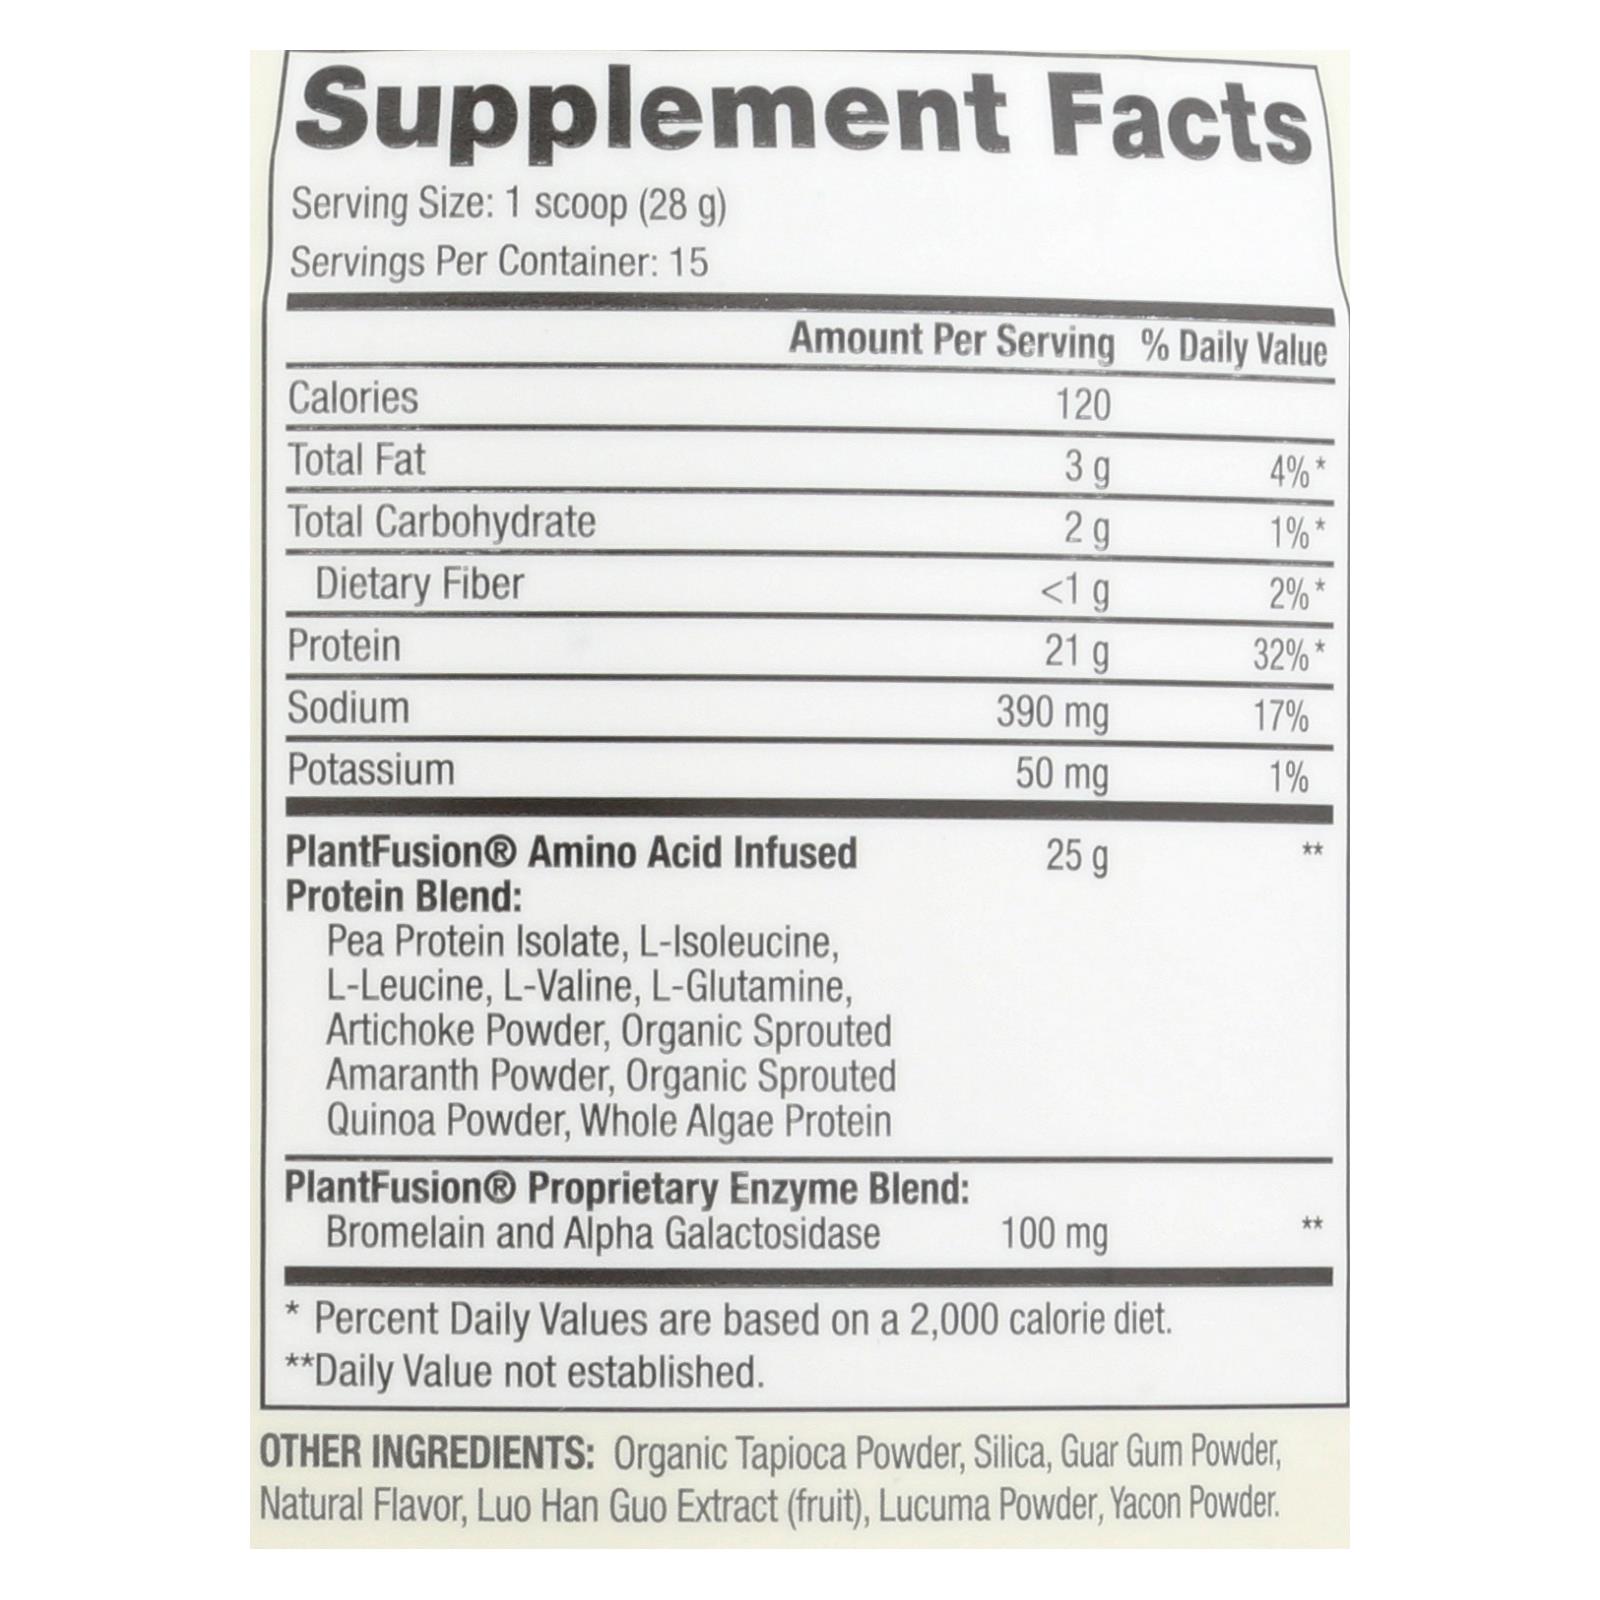 Supplement Facts
Serving Size: 1 scoop (28 g)
Servings Per Container: 15
Amount Per Serving % Daily Value
Calories 120
Total Fat 3 g 4%*
Total Carbohydrate 2 g 1%*
Dietary Fiber <1 g 2%*
Protein 21 g 32%*
Sodium 390 mg 17%
Potassium 50 mg 1%
PlantFusion® Amino Acid Infused 25 g **
Protein Blend:
Pea Protein Isolate, L-Isoleucine,
L-Leucine, L-Valine, L-Glutamine,
Artichoke Powder, Organic Sprouted
Amaranth Powder, Organic Sprouted
Quinoa Powder, Whole Algae Protein
PlantFusion® Proprietary Enzyme Blend:
Bromelain and Alpha Galactosidase 100 mg **
* Percent Daily Values are based on a 2,000 calorie diet.
**Daily Value not established.
OTHER INGREDIENTS: Organic Tapioca Powder, Silica, Guar Gum Powder,
Natural Flavor, Luo Han Guo Extract (fruit), Lucuma Powder, Yacon Powder.